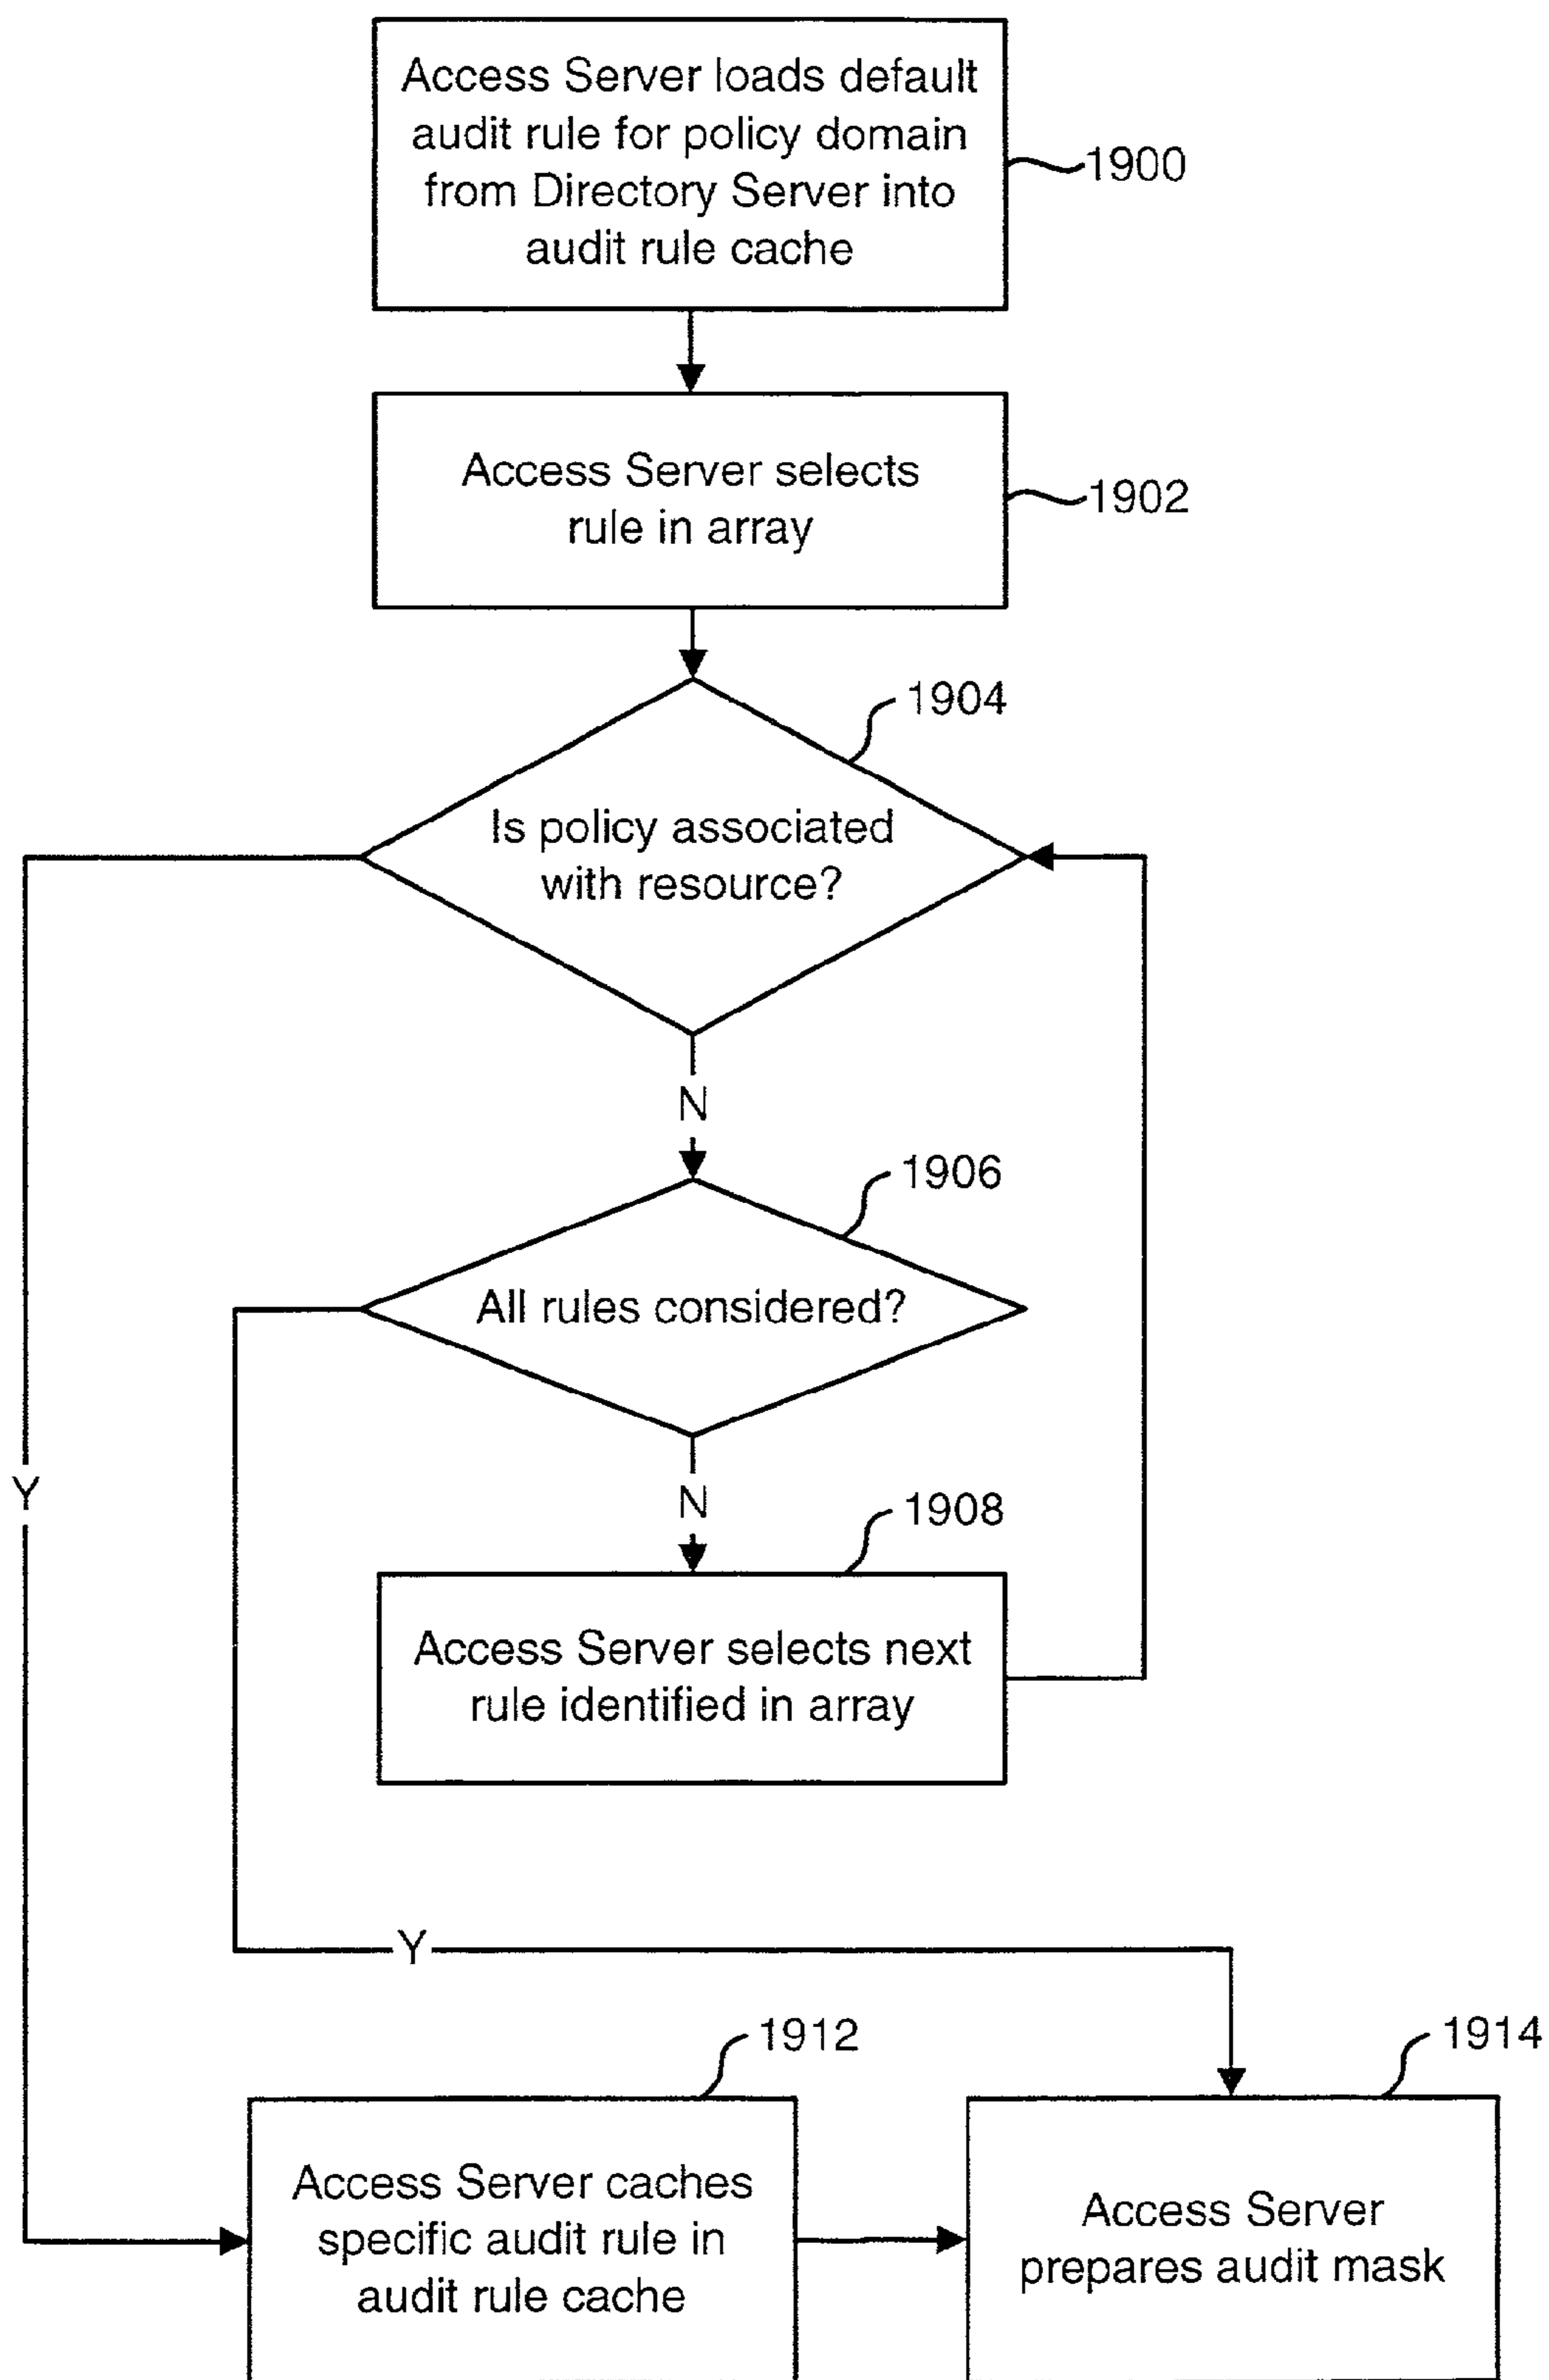 Access Server loads default
audit rule for policy domain
from Directory Server into
audit rule cache
1900
Access Server selects
rule in array
1902
1904
Is policy associated
with resource?
N
1906
All rules considered?
Y
N
1908
Access Server selects next
rule identified in array
Y
1912
1914
Access Server caches
specific audit rule in
audit rule cache
Access Server
prepares audit mask